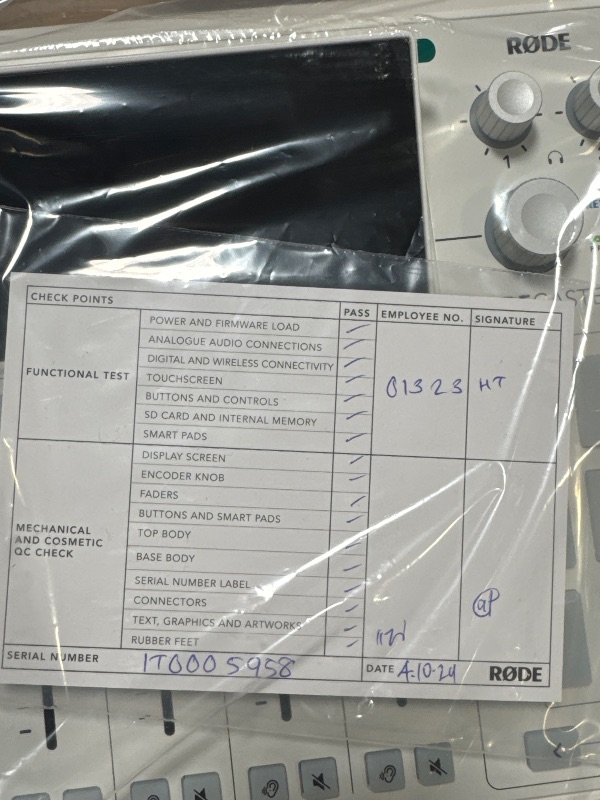 RØDE
1
CHECK POINTS PASS EMPLOYEE NO. SIGNATURE
FUNCTIONAL TEST
POWER AND FIRMWARE LOAD
ANALOGUE AUDIO CONNECTIONS
DIGITAL AND WIRELESS CONNECTIVITY
TOUCHSCREEN
BUTTONS AND CONTROLS
SD CARD AND INTERNAL MEMORY
SMART PADS
01323 HT
MECHANICAL
AND COSMETIC
QC CHECK
DISPLAY SCREEN
ENCODER KNOB
FADERS
BUTTONS AND SMART PADS
TOP BODY
BASE BODY
SERIAL NUMBER LABEL
CONNECTORS
TEXT, GRAPHICS AND ARTWORKS
RUBBER FEET
SERIAL NUMBER IT0005958
DATE 4.10.24 RØDE